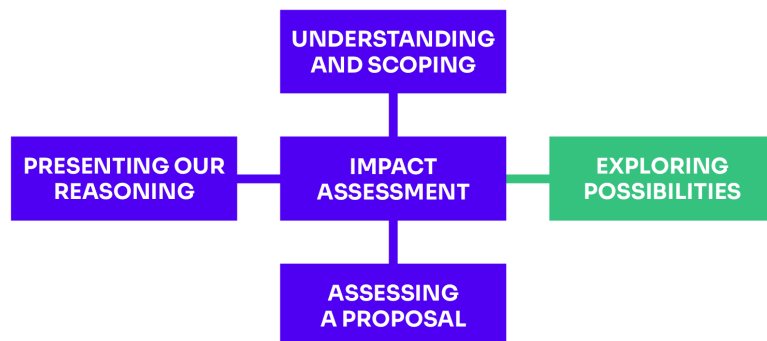 UNDERSTANDING
AND SCOPING
PRESENTING OUR
REASONING
IMPACT
ASSESSMENT
EXPLORING
POSSIBILITIES
ASSESSING
A PROPOSAL